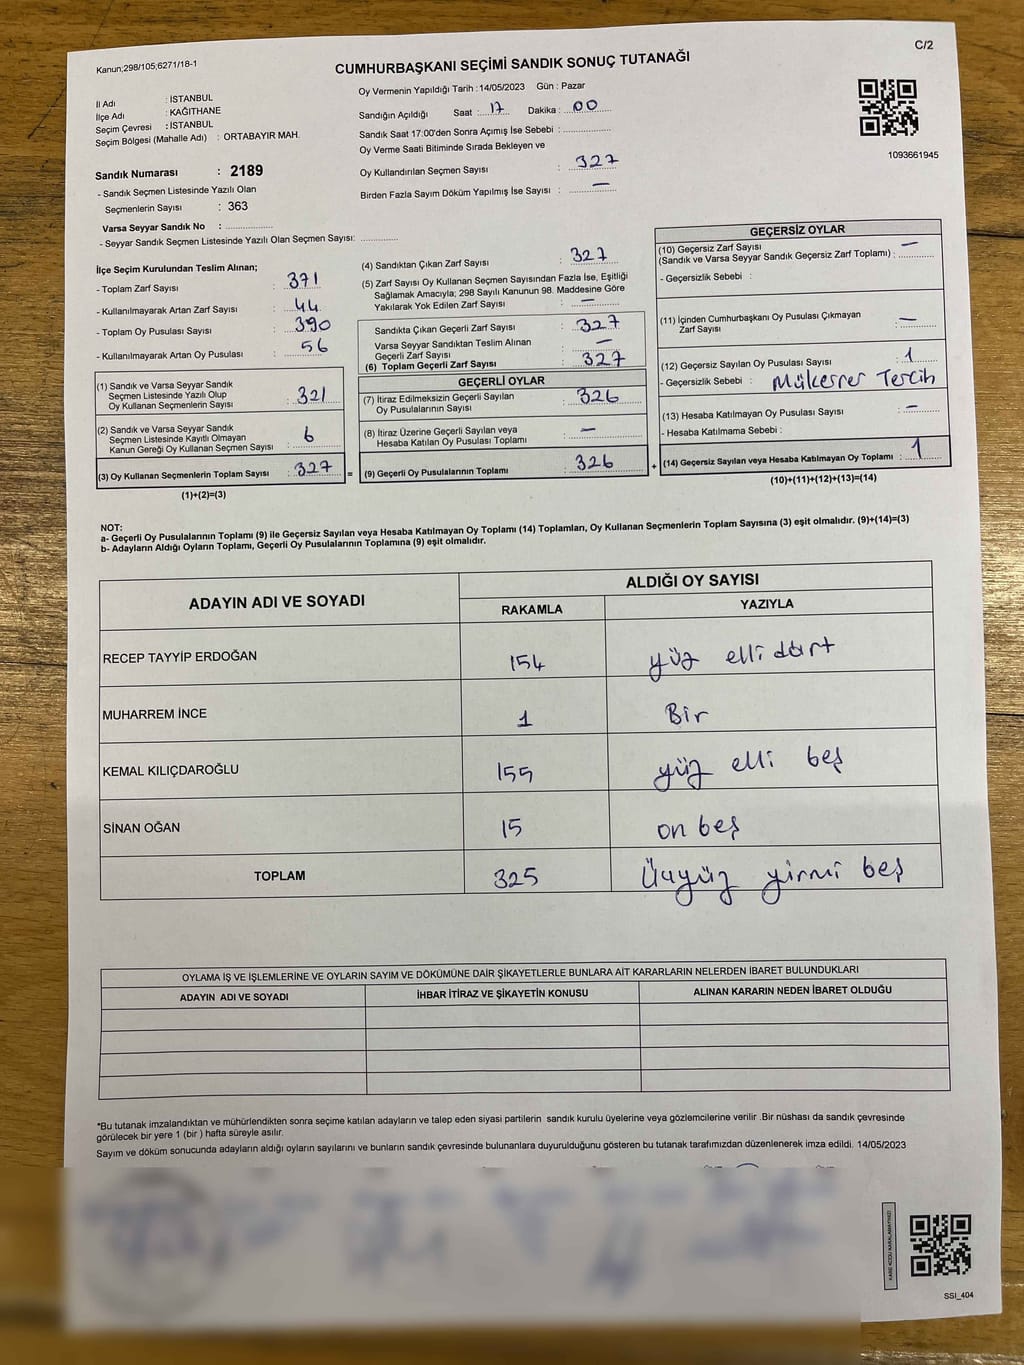 C/2
Kanun;298/105;6271/18-1
CUMHURBAŞKANI SEÇİMİ SANDIK SONUÇ TUTANAĞI
İl Adı : İSTANBUL
İlçe Adı : KAĞITHANE
Seçim Çevresi : İSTANBUL
Seçim Bölgesi (Mahalle Adı) : ORTABAYIR MAH.
Sandık Numarası : 2189
- Sandık Seçmen Listesinde Yazılı Olan
Seçmenlerin Sayısı : 363
Varsa Seyyar Sandık No :
- Seyyar Sandık Seçmen Listesinde Yazılı Olan Seçmen Sayısı:
Oy Vermenin Yapıldığı Tarih :14/05/2023 Gün : Pazar
Sandığın Açıldığı Saat : 17 Dakika : 00
Sandık Saat 17:00'den Sonra Açımış İse Sebebi :
Oy Verme Saati Bitiminde Sırada Bekleyen ve
Oy Kullandırılan Seçmen Sayısı : 327
Birden Fazla Sayım Döküm Yapılmış İse Sayısı : —
1093661945
İlçe Seçim Kurulundan Teslim Alınan;
- Toplam Zarf Sayısı : 371
- Kullanılmayarak Artan Zarf Sayısı : 44
- Toplam Oy Pusulası Sayısı : 390
- Kullanılmayarak Artan Oy Pusulası : 56
(1) Sandık ve Varsa Seyyar Sandık
Seçmen Listesinde Yazılı Olup
Oy Kullanan Seçmenlerin Sayısı : 321
(2) Sandık ve Varsa Seyyar Sandık
Seçmen Listesinde Kayıtlı Olmayan
Kanun Gereği Oy Kullanan Seçmen Sayısı : 6
(3) Oy Kullanan Seçmenlerin Toplam Sayısı : 327 =
(1)+(2)=(3)
(4) Sandıktan Çıkan Zarf Sayısı : 327
(5) Zarf Sayısı Oy Kullanan Seçmen Sayısından Fazla İse, Eşitliği
Sağlamak Amacıyla; 298 Sayılı Kanunun 98. Maddesine Göre
Yakılarak Yok Edilen Zarf Sayısı : —
Sandıkta Çıkan Geçerli Zarf Sayısı : 327
Varsa Seyyar Sandıktan Teslim Alınan
Geçerli Zarf Sayısı : —
(6) Toplam Geçerli Zarf Sayısı : 327
GEÇERLİ OYLAR
(7) İtiraz Edilmeksizin Geçerli Sayılan
Oy Pusulalarının Sayısı : 326
(8) İtiraz Üzerine Geçerli Sayılan veya
Hesaba Katılan Oy Pusulası Toplamı : —
(9) Geçerli Oy Pusulalarının Toplamı : 326 +
GEÇERSİZ OYLAR
(10) Geçersiz Zarf Sayısı
(Sandık ve Varsa Seyyar Sandık Geçersiz Zarf Toplamı) : —
- Geçersizlik Sebebi :
(11) İçinden Cumhurbaşkanı Oy Pusulası Çıkmayan
Zarf Sayısı : —
(12) Geçersiz Sayılan Oy Pusulası Sayısı : 1
- Geçersizlik Sebebi : Mükerrer Tercih
(13) Hesaba Katılmayan Oy Pusulası Sayısı : —
- Hesaba Katılmama Sebebi :
(14) Geçersiz Sayılan veya Hesaba Katılmayan Oy Toplamı : 1
(10)+(11)+(12)+(13)=(14)
NOT:
a- Geçerli Oy Pusulalarının Toplamı (9) ile Geçersiz Sayılan veya Hesaba Katılmayan Oy Toplamı (14) Toplamları, Oy Kullanan Seçmenlerin Toplam Sayısına (3) eşit olmalıdır. (9)+(14)=(3)
b- Adayların Aldığı Oyların Toplamı, Geçerli Oy Pusulalarının Toplamına (9) eşit olmalıdır.
ADAYIN ADI VE SOYADI ALDIĞI OY SAYISI
RAKAMLA YAZIYLA
RECEP TAYYİP ERDOĞAN 154 yüz elli dört
MUHARREM İNCE 1 Bir
KEMAL KILIÇDAROĞLU 155 yüz elli beş
SİNAN OĞAN 15 on beş
TOPLAM 325 Üçyüz yirmi beş
OYLAMA İŞ VE İŞLEMLERİNE VE OYLARIN SAYIM VE DÖKÜMÜNE DAİR ŞİKAYETLERLE BUNLARA AİT KARARLARIN NELERDEN İBARET BULUNDUKLARI
ADAYIN ADI VE SOYADI İHBAR İTİRAZ VE ŞİKAYETİN KONUSU ALINAN KARARIN NEDEN İBARET OLDUĞU
*Bu tutanak imzalandıktan ve mühürlendikten sonra seçime katılan adayların ve talep eden siyasi partilerin sandık kurulu üyelerine veya gözlemcilerine verilir .Bir nüshası da sandık çevresinde
görülecek bir yere 1 (bir ) hafta süreyle asılır.
Sayım ve döküm sonucunda adayların aldığı oyların sayılarını ve bunların sandık çevresinde bulunanlara duyurulduğunu gösteren bu tutanak tarafımızdan düzenlenerek imza edildi. 14/05/2023
KARE KODU KARALAMAYINIZ!
SSI_404